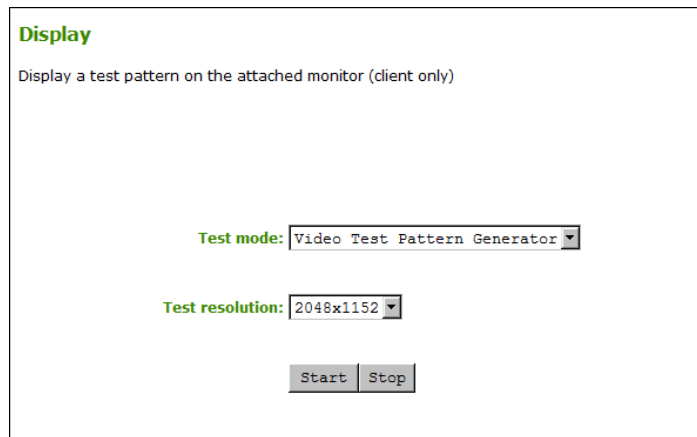 Display
Display a test pattern on the attached monitor (client only)
Test mode: Video Test Pattern Generator
Test resolution: 2048x1152
Start Stop